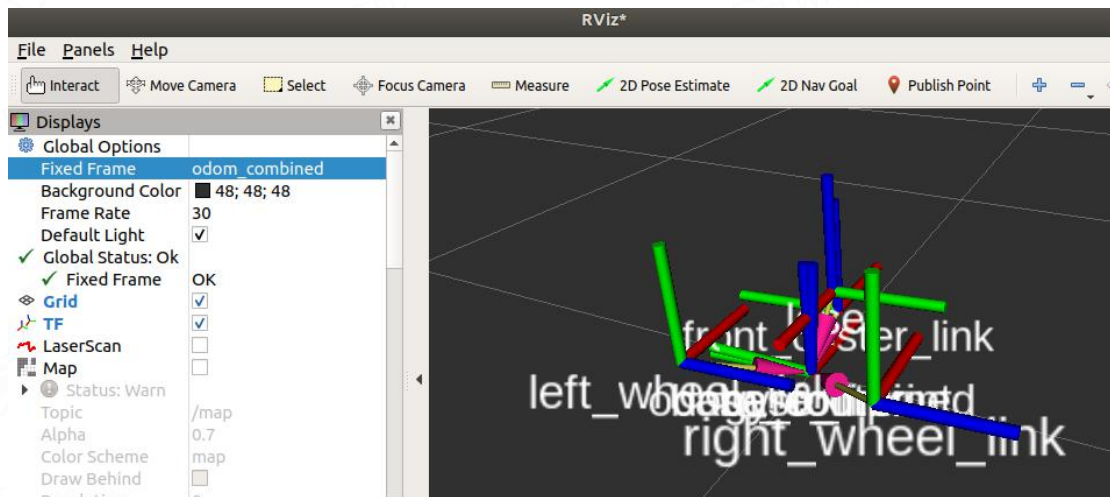 RViz*
File Panels Help
Interact Move Camera Select Focus Camera Measure 2D Pose Estimate 2D Nav Goal Publish Point
Displays
Global Options
Fixed Frame odom_combined
Background Color 48; 48; 48
Frame Rate 30
Default Light
Global Status: Ok
Fixed Frame OK
Grid
TF
LaserScan
Map
Status: Warn
Topic /map
Alpha 0.7
Color Scheme map
Draw Behind
right_wheel_link